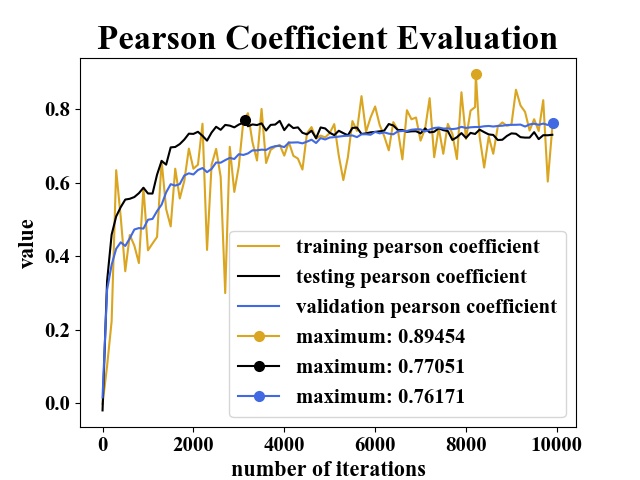 Pearson Coefficient Evaluation
value
0.8
0.6
0.4
0.2
0.0
training pearson coefficient
testing pearson coefficient
validation pearson coefficient
maximum: 0.89454
maximum: 0.77051
maximum: 0.76171
0 2000 4000 6000 8000 10000
number of iterations